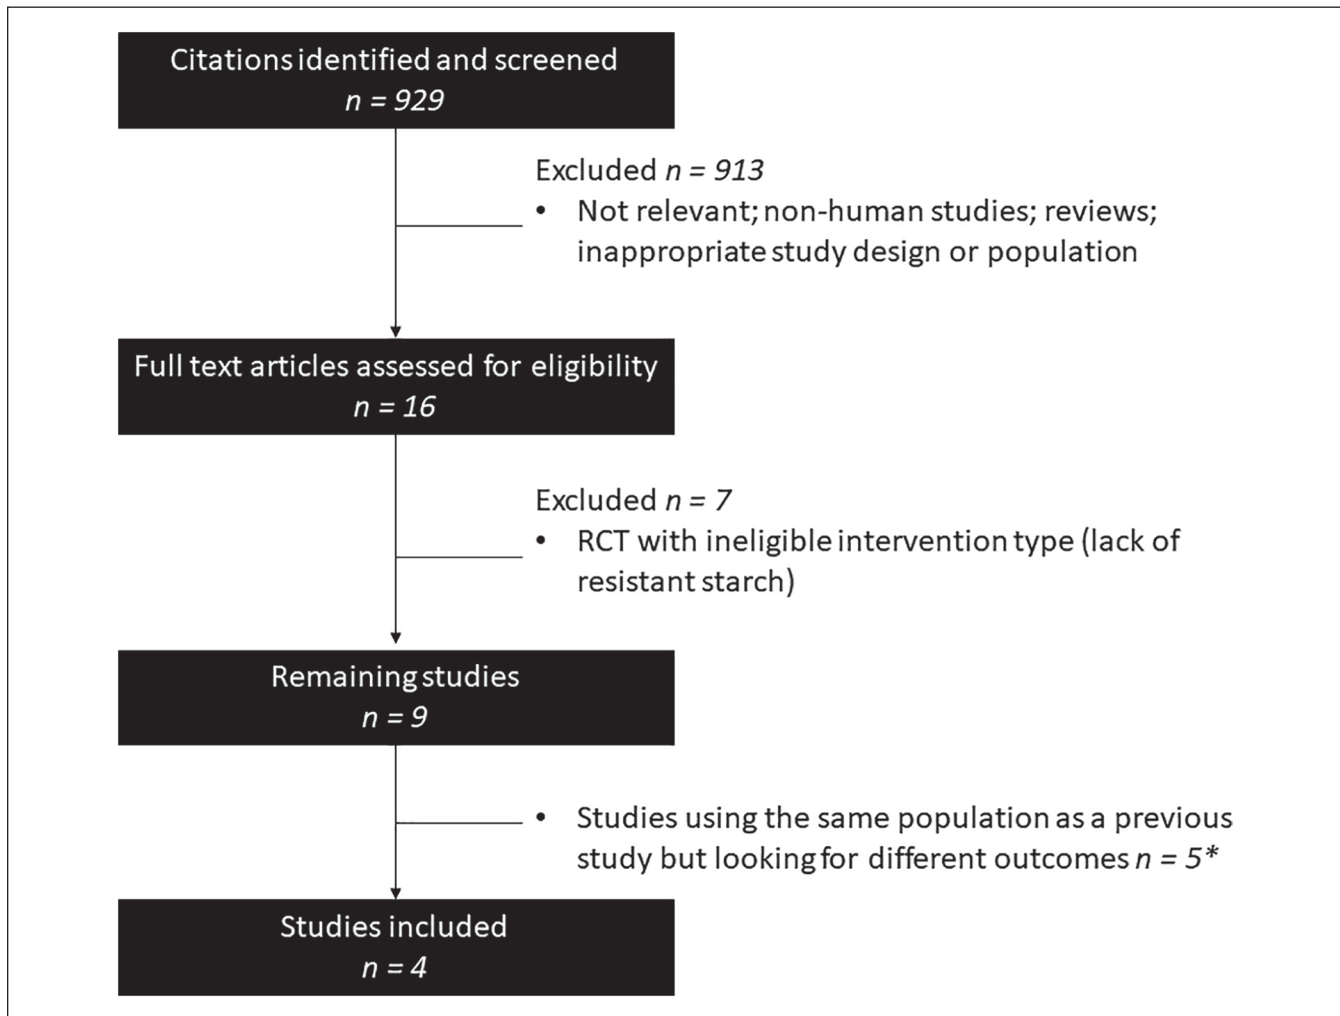 Citations identified and screened
n = 929
Excluded n = 913
• Not relevant; non-human studies; reviews;
inappropriate study design or population
Full text articles assessed for eligibility
n = 16
Excluded n = 7
• RCT with ineligible intervention type (lack of
resistant starch)
Remaining studies
n = 9
• Studies using the same population as a previous
study but looking for different outcomes n = 5*
Studies included
n = 4